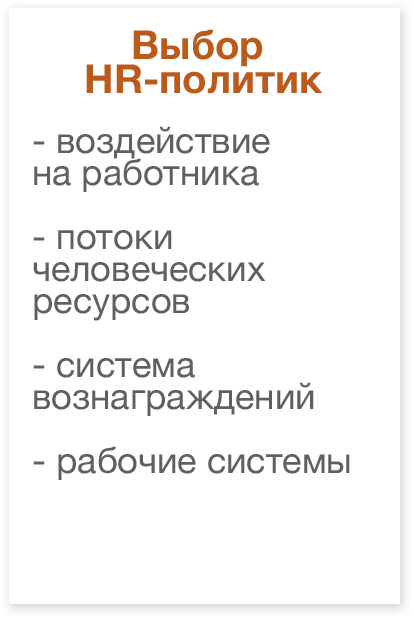 Выбор
HR-политик
- воздействие
на работника
- потоки
человеческих
ресурсов
- система
вознаграждений
- рабочие системы